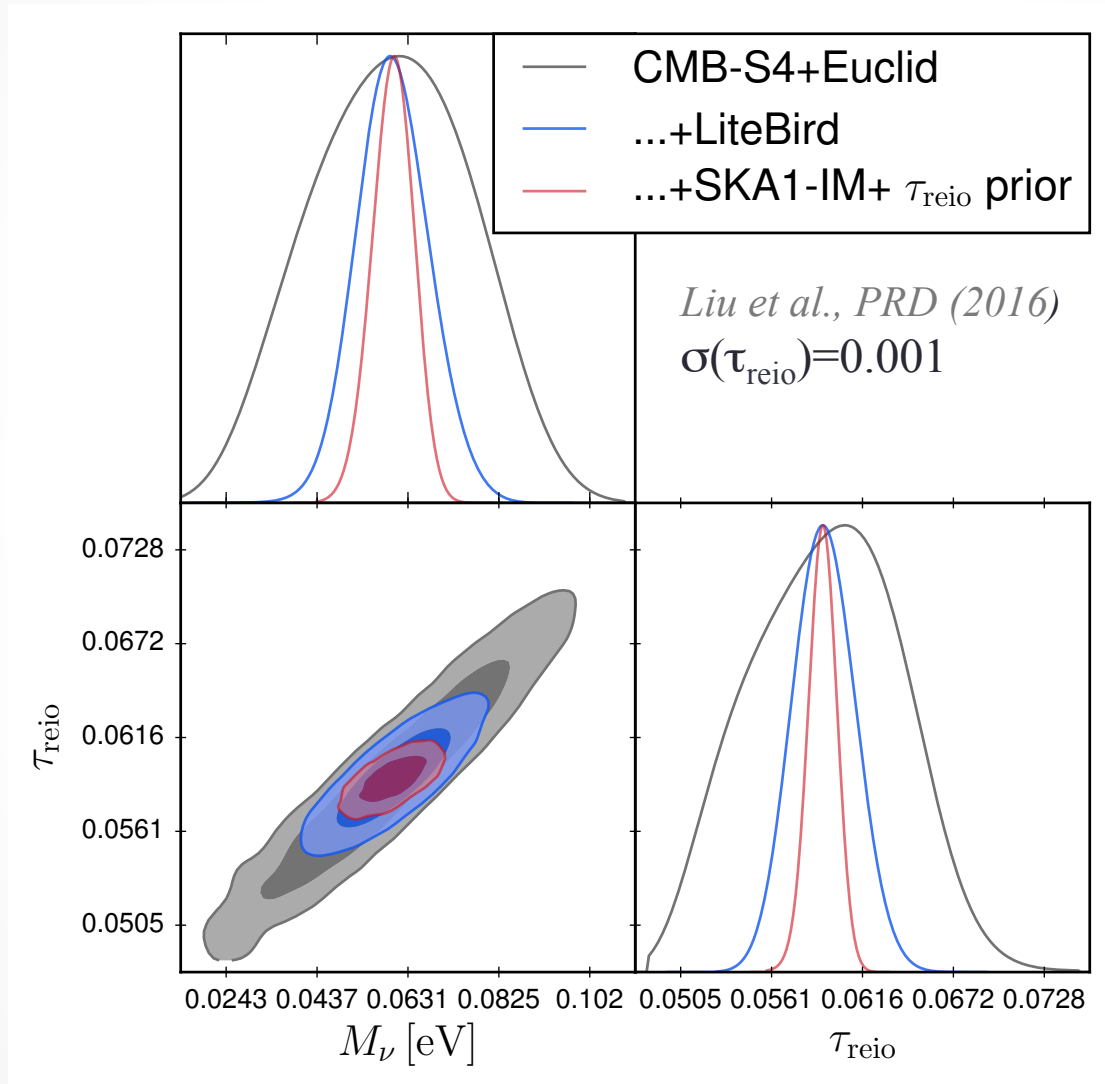 CMB-S4+Euclid
...+LiteBird
...+SKA1-IM+ τreio prior
Liu et al., PRD (2016)
σ(τreio)=0.001
0.0728
0.0672
0.0616
0.0561
0.0505
τreio
0.0243 0.0437 0.0631 0.0825 0.102
0.0505 0.0561 0.0616 0.0672 0.0728
Mν [eV]
τreio